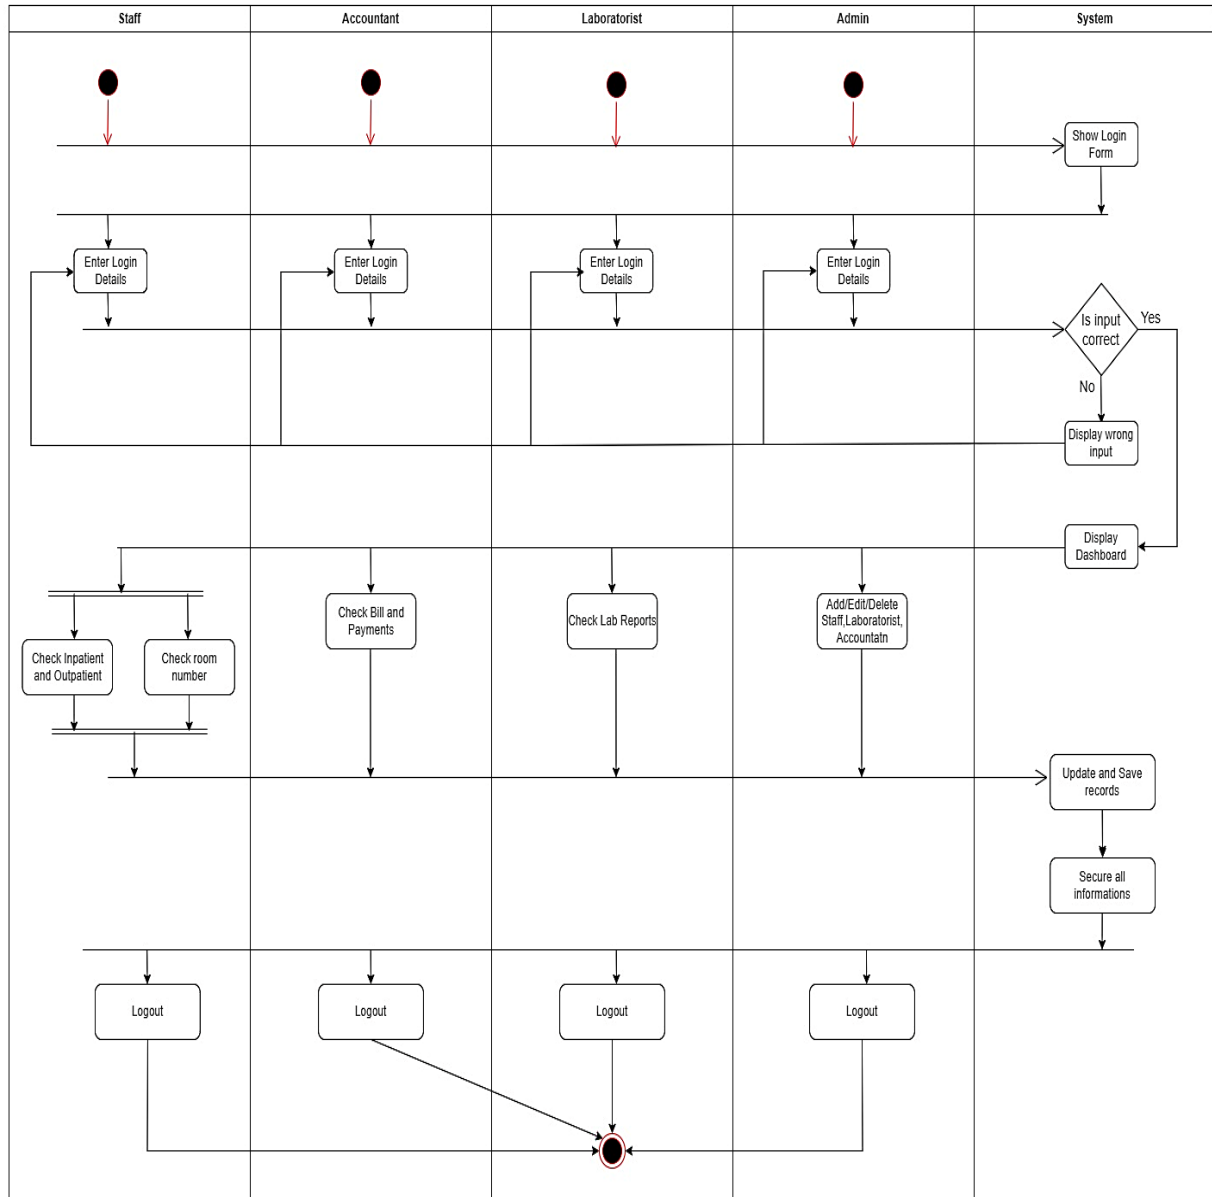 Staff
Accountant
Laboratorist
Admin
System
Show Login
Form
Enter Login
Details
Enter Login
Details
Enter Login
Details
Enter Login
Details
Is input
correct
Yes
No
Display wrong
input
Display
Dashboard
Check Inpatient
and Outpatient
Check room
number
Check Bill and
Payments
Check Lab Reports
Add/Edit/Delete
Staff,Laboratorist,
Accountatn
Update and Save
records
Secure all
informations
Logout
Logout
Logout
Logout